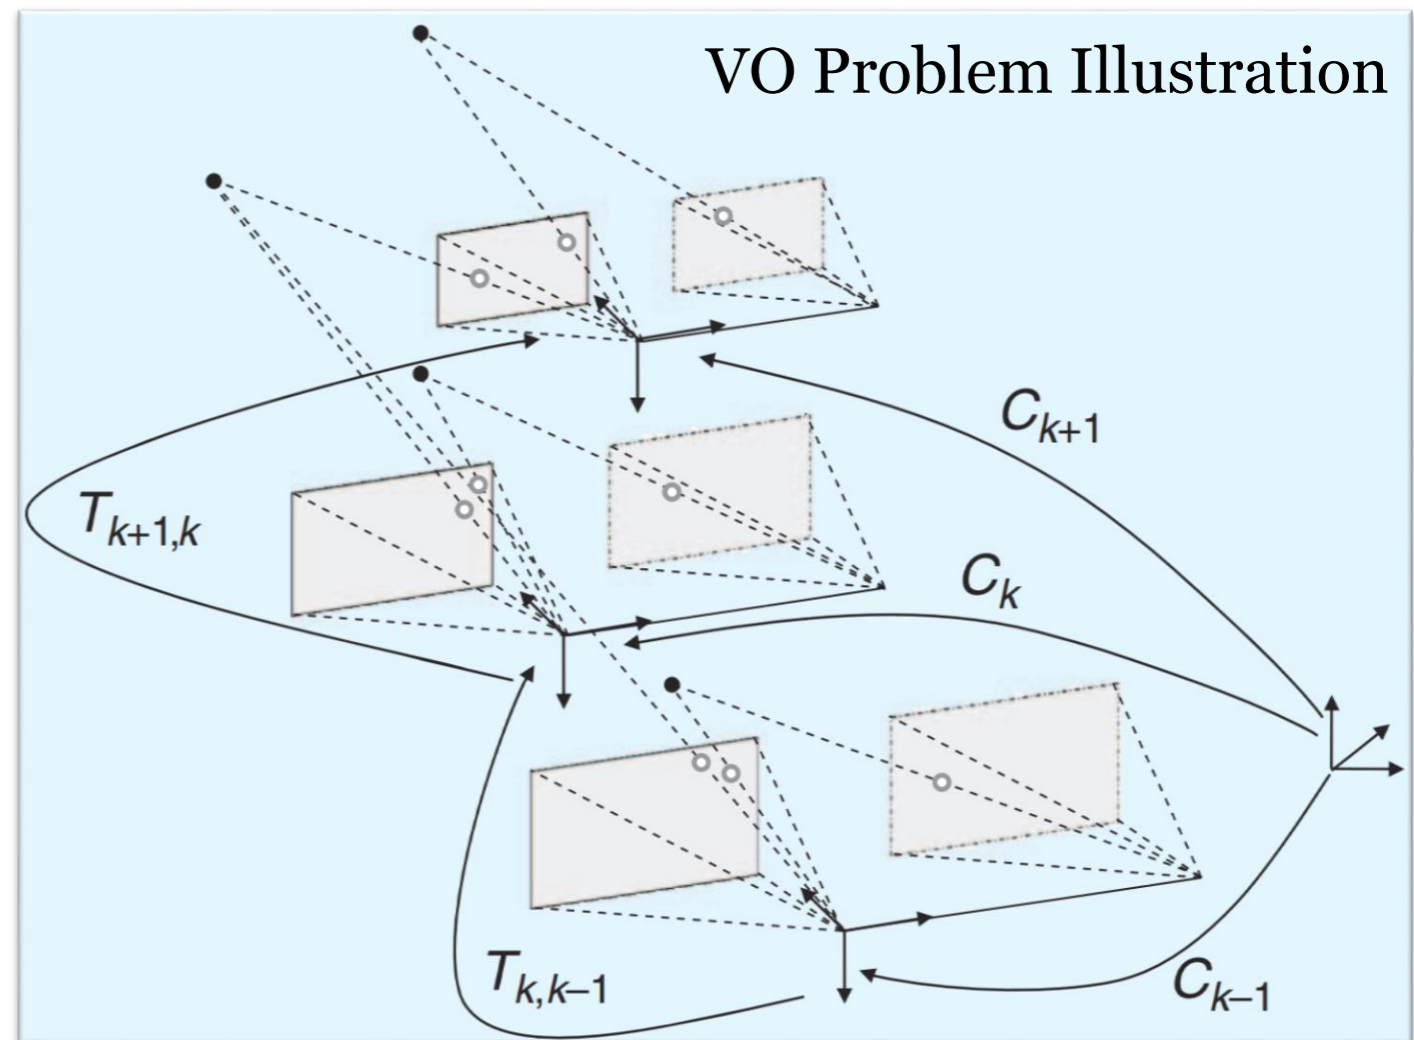 VO Problem Illustration
C_{k+1}
T_{k+1,k}
C_k
T_{k,k−1}
C_{k−1}